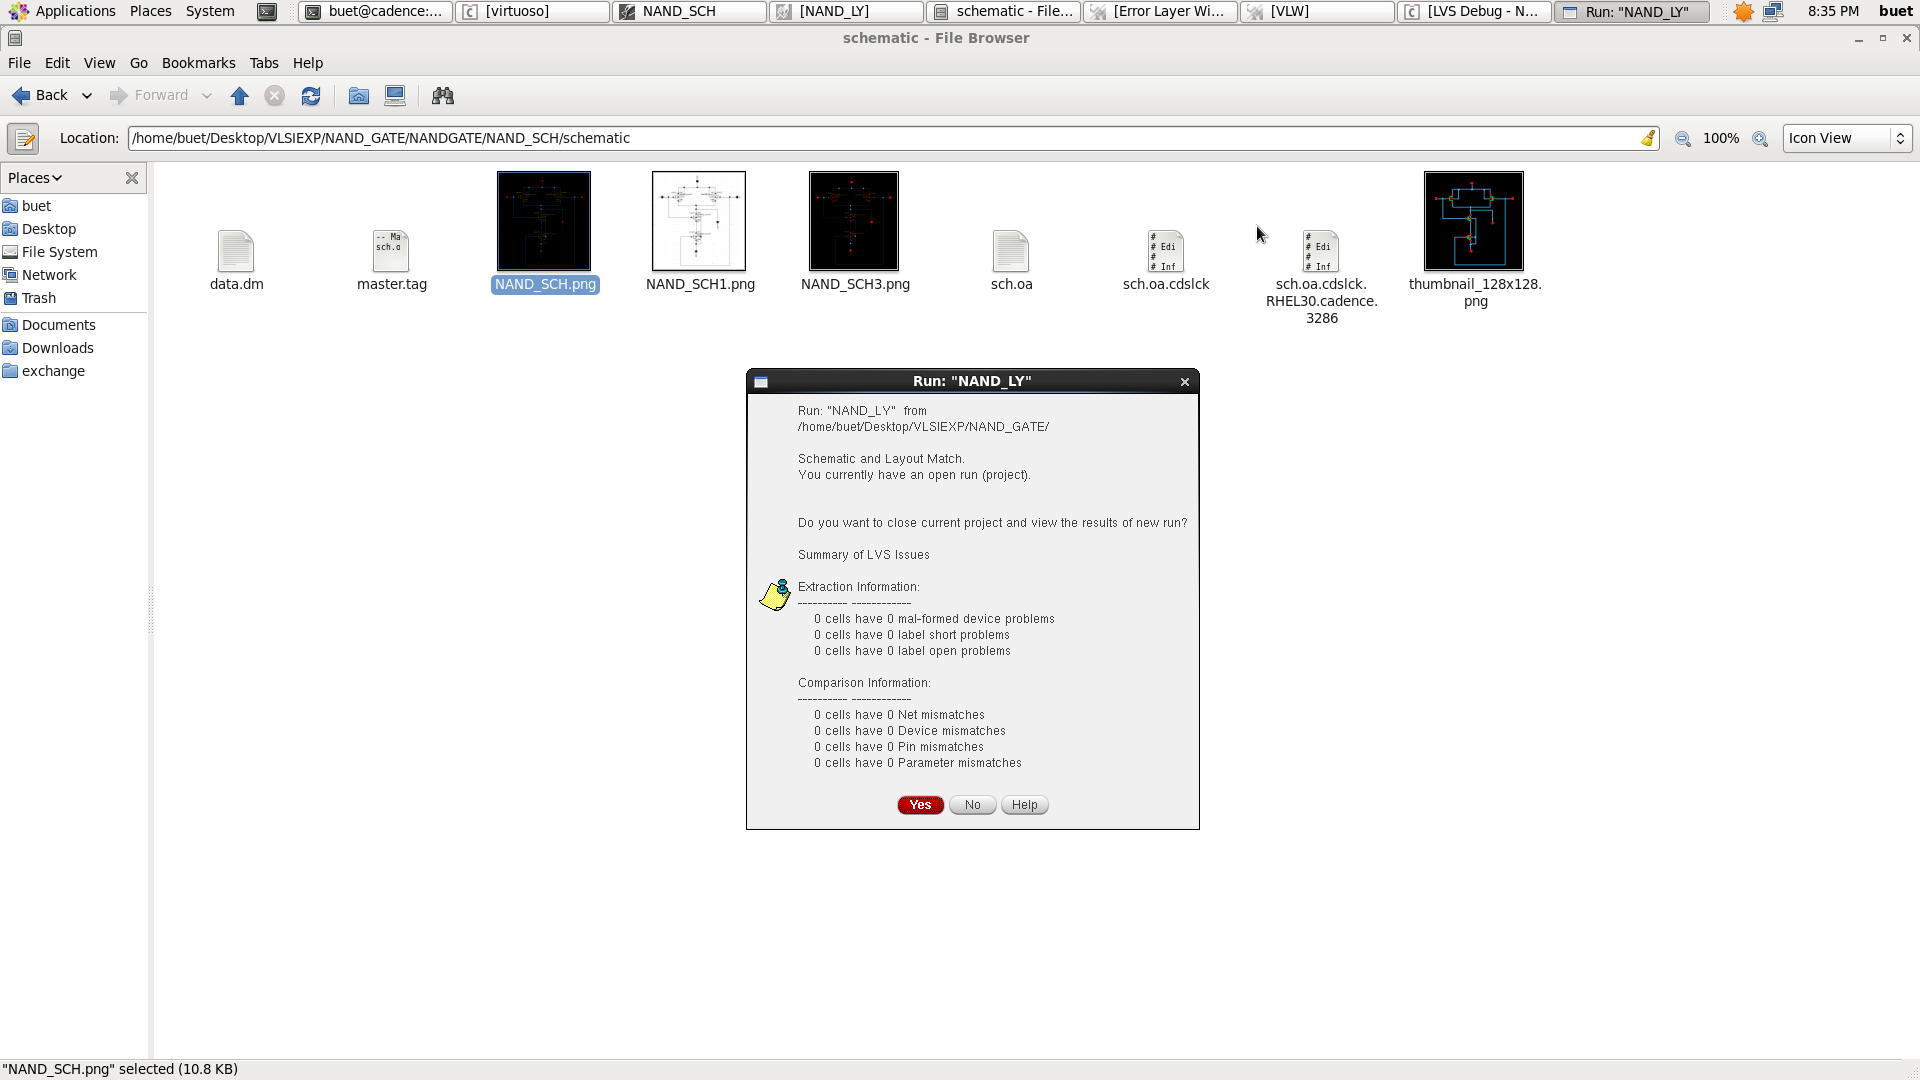 Applications Places System buet@cadence:... [virtuoso] NAND_SCH [NAND_LY] schematic - File... [Error Layer Wi... [VLW] [LVS Debug - N... Run: "NAND_LY" 8:35 PM buet
schematic - File Browser
File Edit View Go Bookmarks Tabs Help
Back Forward
Location: /home/buet/Desktop/VLSIEXP/NAND_GATE/NANDGATE/NAND_SCH/schematic 100% Icon View
Places
buet
Desktop
File System
Network
Trash
Documents
Downloads
exchange
-- Ma
sch.o
# 
# Edi
#
# Inf
# 
# Edi
#
# Inf
data.dm master.tag NAND_SCH.png NAND_SCH1.png NAND_SCH3.png sch.oa sch.oa.cdslck sch.oa.cdslck. thumbnail_128x128.
RHEL30.cadence. png
3286
Run: "NAND_LY"
Run: "NAND_LY" from
/home/buet/Desktop/VLSIEXP/NAND_GATE/
Schematic and Layout Match.
You currently have an open run (project).
Do you want to close current project and view the results of new run?
Summary of LVS Issues
Extraction Information:
---------- ------------
0 cells have 0 mal-formed device problems
0 cells have 0 label short problems
0 cells have 0 label open problems
Comparison Information:
---------- ------------
0 cells have 0 Net mismatches
0 cells have 0 Device mismatches
0 cells have 0 Pin mismatches
0 cells have 0 Parameter mismatches
Yes No Help
"NAND_SCH.png" selected (10.8 KB)